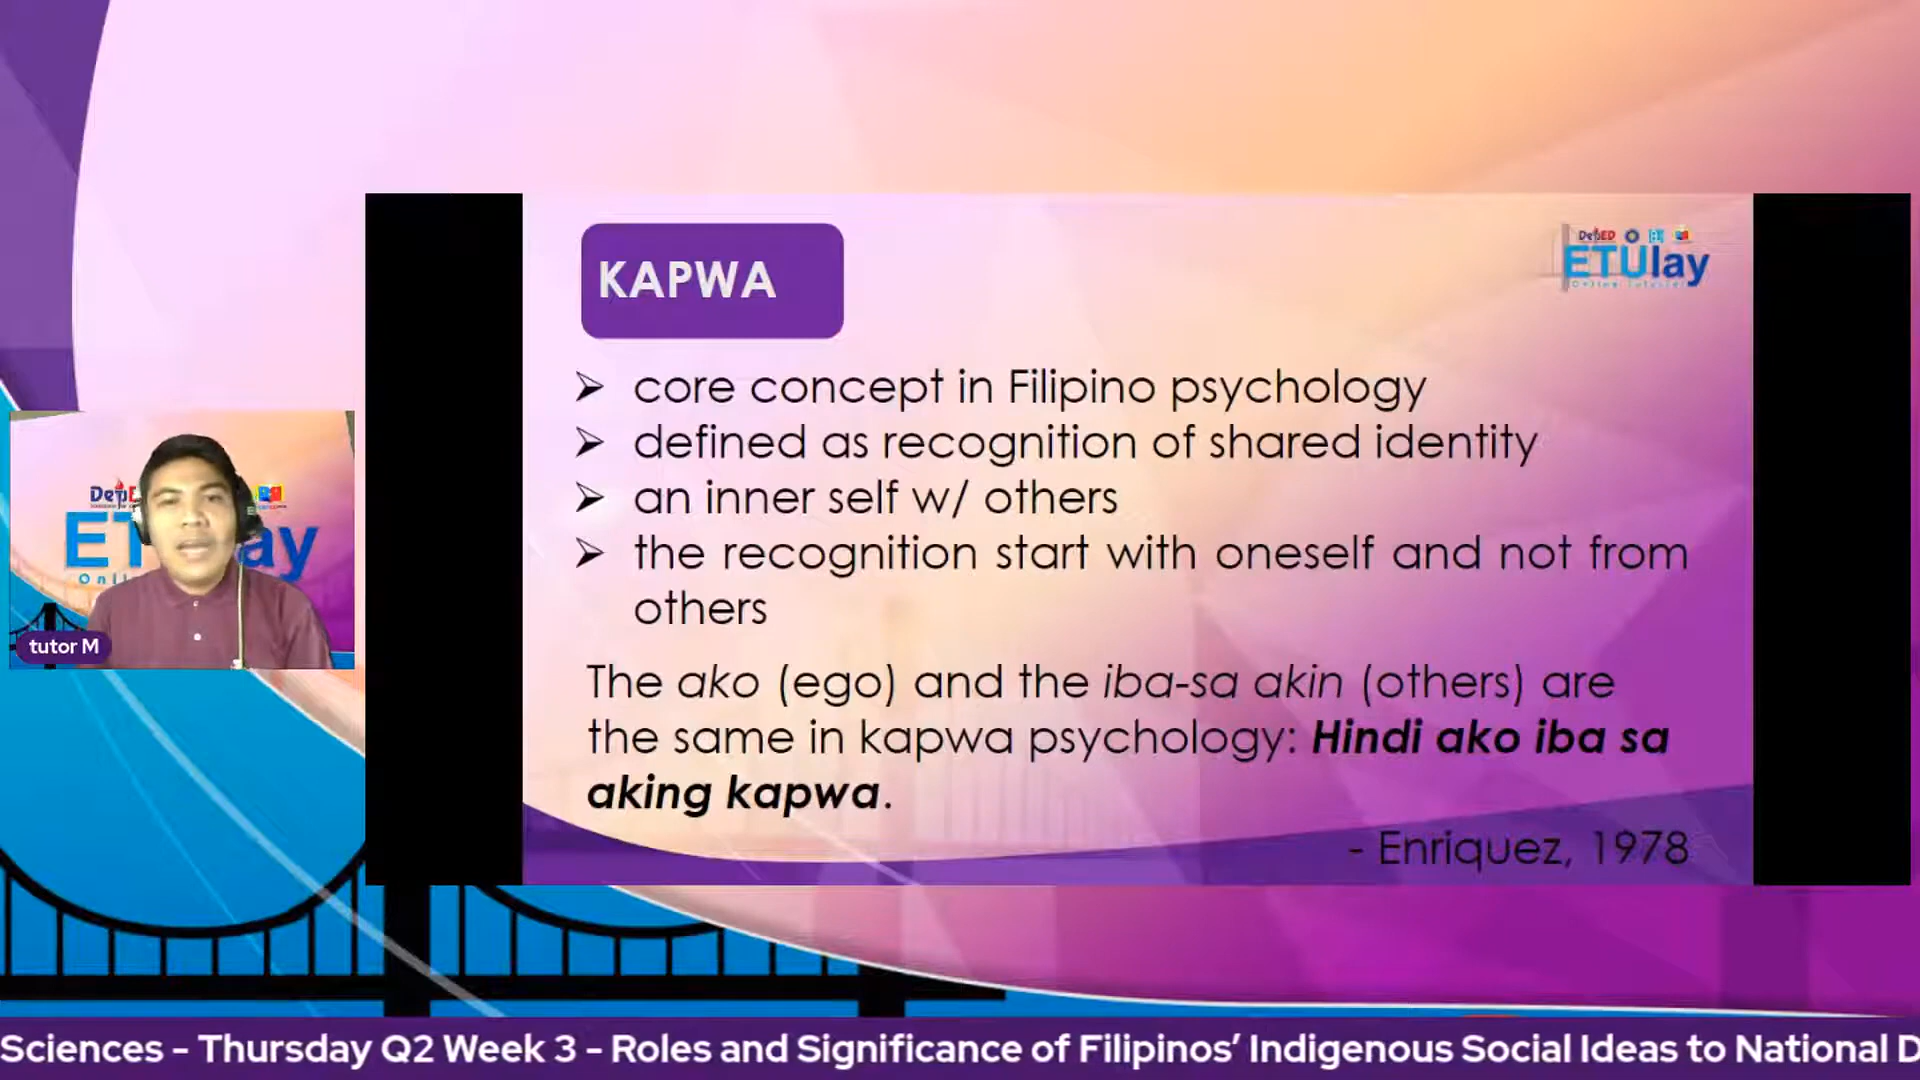 KAPWA
DepED
ETUlay
➢ core concept in Filipino psychology
➢ defined as recognition of shared identity
➢ an inner self w/ others
➢ the recognition start with oneself and not from
others
The ako (ego) and the iba-sa akin (others) are
the same in kapwa psychology: Hindi ako iba sa
aking kapwa.
- Enriquez, 1978
ay
tutor M
Sciences - Thursday Q2 Week 3 - Roles and Significance of Filipinos’ Indigenous Social Ideas to National D